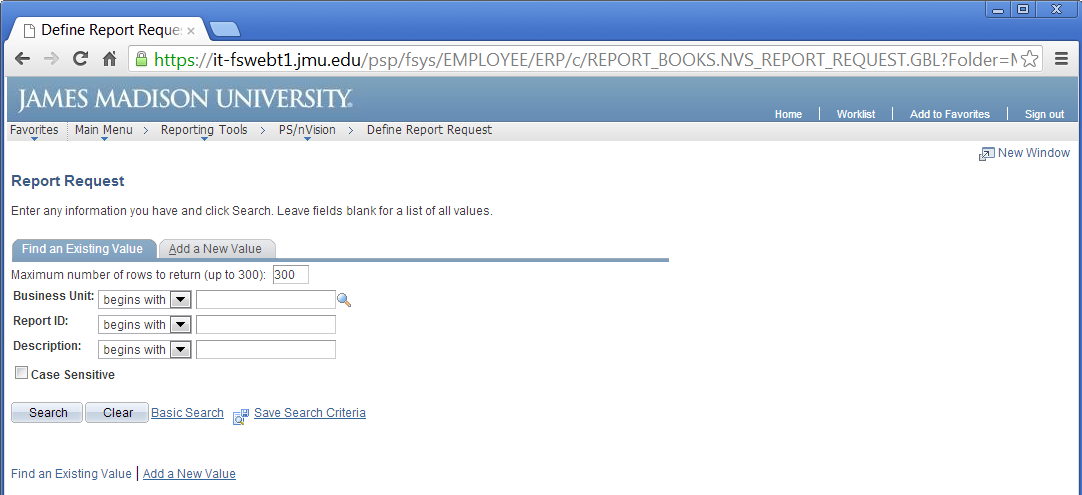 Define Report Reque
https://it-fswebt1.jmu.edu/psp/fsys/EMPLOYEE/ERP/c/REPORT_BOOKS.NVS_REPORT_REQUEST.GBL?Folder=M
JAMES MADISON UNIVERSITY.
Home Worklist Add to Favorites Sign out
Favorites Main Menu > Reporting Tools > PS/nVision > Define Report Request
New Window
Report Request
Enter any information you have and click Search. Leave fields blank for a list of all values.
Find an Existing Value Add a New Value
Maximum number of rows to return (up to 300): 300
Business Unit: begins with
Report ID: begins with
Description: begins with
Case Sensitive
Search Clear Basic Search Save Search Criteria
Find an Existing Value | Add a New Value